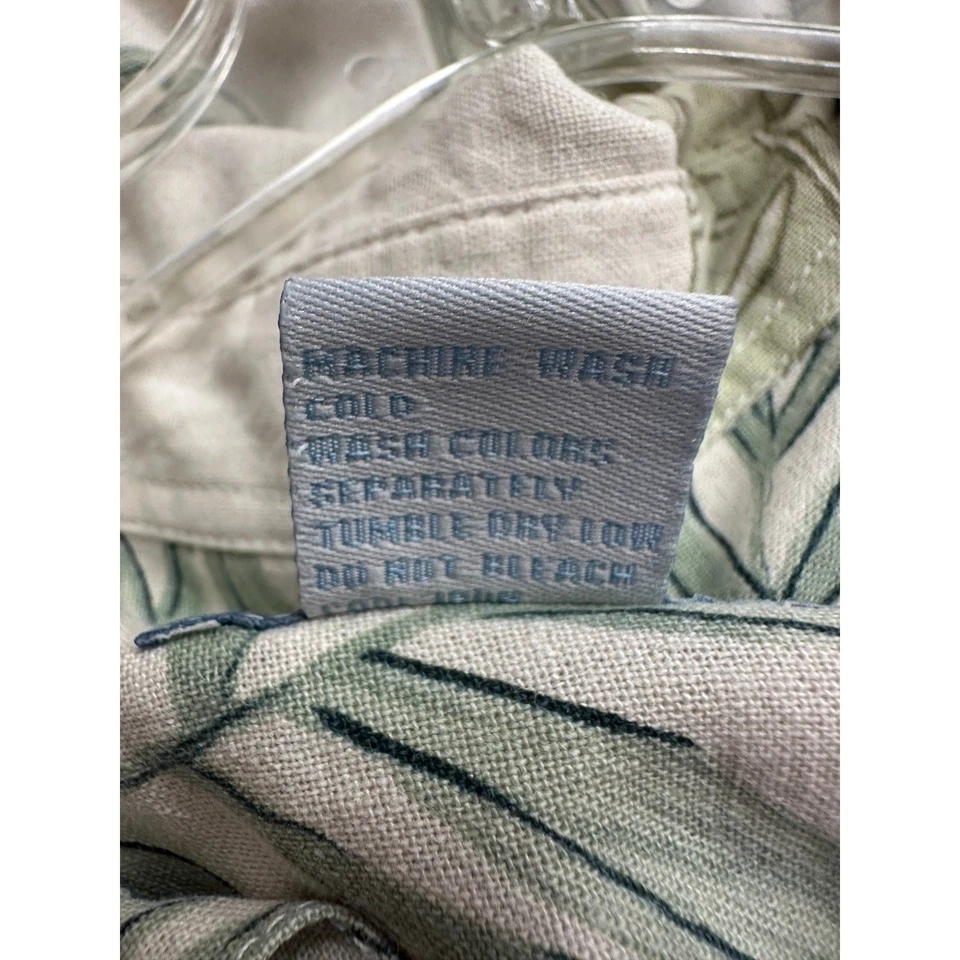 MACHINE WASH
COLD
WASH COLORS
SEPARATELY
TUMBLE DRY LOW
DO NOT BLEACH